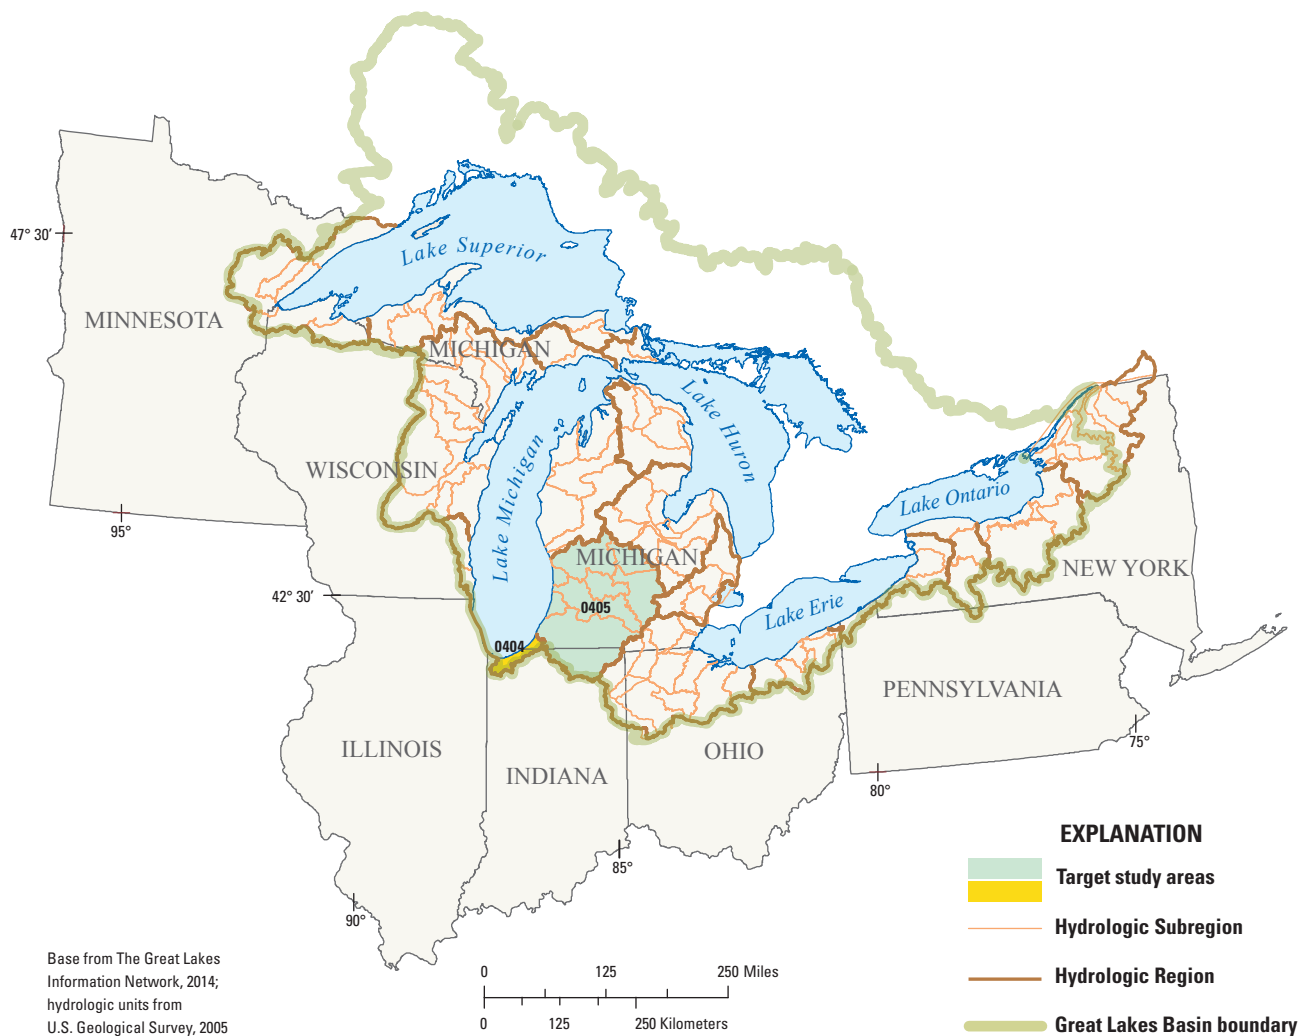 47° 30′
Lake Superior
MINNESOTA
MICHIGAN
Lake Huron
WISCONSIN
Lake Michigan
Lake Ontario
95°
MICHIGAN
NEW YORK
42° 30′
0405
Lake Erie
0404
PENNSYLVANIA
75°
ILLINOIS
OHIO
INDIANA
80°
85°
90°
EXPLANATION
Target study areas
Hydrologic Subregion
Hydrologic Region
Great Lakes Basin boundary
Base from The Great Lakes
Information Network, 2014;
hydrologic units from
U.S. Geological Survey, 2005
0 125 250 Miles
0 125 250 Kilometers